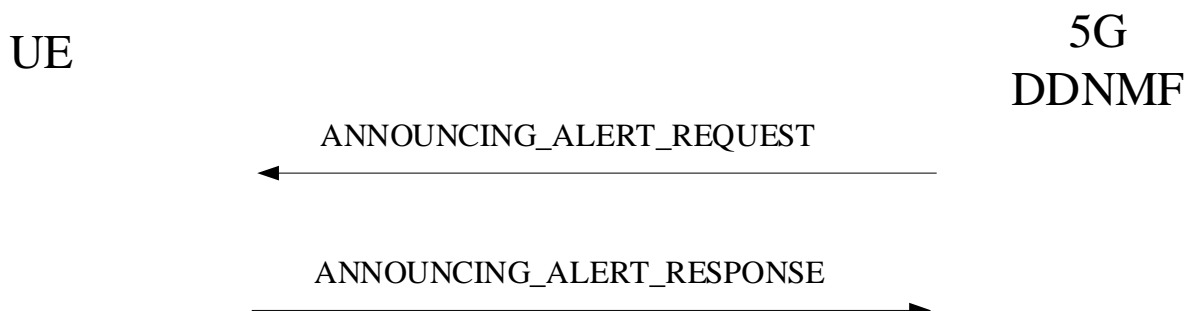 UE
5G
DDNMF
ANNOUNCING_ALERT_REQUEST
ANNOUNCING_ALERT_RESPONSE